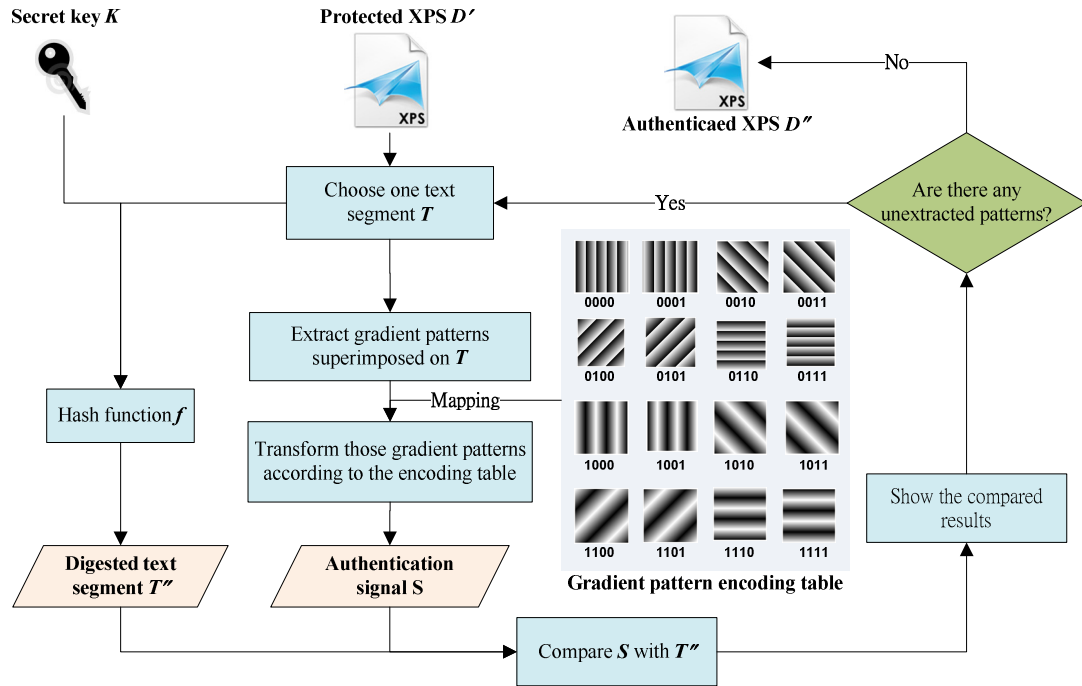 Secret key K
Protected XPS D′
XPS
XPS
No
Authenticaed XPS D″
Choose one text
segment T
Yes
Are there any
unextracted patterns?
0000 0001 0010 0011
Extract gradient patterns
superimposed on T
0100 0101 0110 0111
Mapping
Hash function f
Transform those gradient patterns
according to the encoding table
1000 1001 1010 1011
Show the compared
results
1100 1101 1110 1111
Digested text
segment T″
Authentication
signal S
Gradient pattern encoding table
Compare S with T″